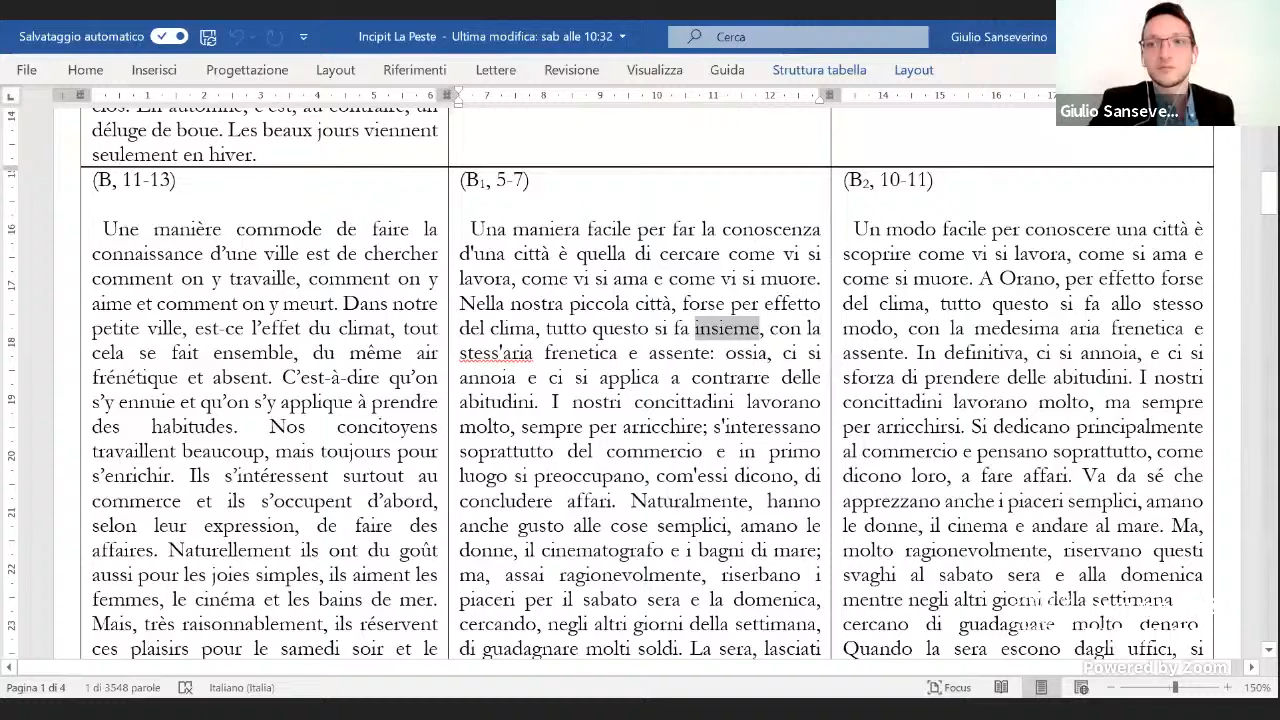 Salvataggio automatico
Incipit La Peste - Ultima modifica: sab alle 10:32
Cerca
Giulio Sanseverino
File Home Inserisci Progettazione Layout Riferimenti Lettere Revisione Visualizza Guida Struttura tabella Layout
Giulio Sanseve...
6 7 8 9 10 11 12 14 15 16 17
14
15
16
17
18
19
20
21
22
23
déluge de boue. Les beaux jours viennent
seulement en hiver.
(B, 11-13)
Une manière commode de faire la
connaissance d'une ville est de chercher
comment on y travaille, comment on y
aime et comment on y meurt. Dans notre
petite ville, est-ce l'effet du climat, tout
cela se fait ensemble, du même air
frénétique et absent. C'est-à-dire qu'on
s'y ennuie et qu'on s'y applique à prendre
des habitudes. Nos concitoyens
travaillent beaucoup, mais toujours pour
s'enrichir. Ils s'intéressent surtout au
commerce et ils s'occupent d'abord,
selon leur expression, de faire des
affaires. Naturellement ils ont du goût
aussi pour les joies simples, ils aiment les
femmes, le cinéma et les bains de mer.
Mais, très raisonnablement, ils réservent
ces plaisirs pour le samedi soir et le
(B1, 5-7)
Una maniera facile per far la conoscenza
d'una città è quella di cercare come vi si
lavora, come vi si ama e come vi si muore.
Nella nostra piccola città, forse per effetto
del clima, tutto questo si fa insieme, con la
stess'aria frenetica e assente: ossia, ci si
annoia e ci si applica a contrarre delle
abitudini. I nostri concittadini lavorano
molto, sempre per arricchire; s'interessano
soprattutto del commercio e in primo
luogo si preoccupano, com'essi dicono, di
concludere affari. Naturalmente, hanno
anche gusto alle cose semplici, amano le
donne, il cinematografo e i bagni di mare;
ma, assai ragionevolmente, riserbano i
piaceri per il sabato sera e la domenica,
cercando, negli altri giorni della settimana,
di guadagnare molti soldi. La sera, lasciati
(B2, 10-11)
Un modo facile per conoscere una città è
scoprire come vi si lavora, come si ama e
come si muore. A Orano, per effetto forse
del clima, tutto questo si fa allo stesso
modo, con la medesima aria frenetica e
assente. In definitiva, ci si annoia, e ci si
sforza di prendere delle abitudini. I nostri
concittadini lavorano molto, ma sempre
per arricchirsi. Si dedicano principalmente
al commercio e pensano soprattutto, come
dicono loro, a fare affari. Va da sé che
apprezzano anche i piaceri semplici, amano
le donne, il cinema e andare al mare. Ma,
molto ragionevolmente, riservano questi
svaghi al sabato sera e alla domenica
mentre negli altri giorni della settimana
cercano di guadagnare molto denaro.
Quando la sera escono dagli uffici, si
Powered by Zoom
Pagina 1 di 4 1 di 3548 parole Italiano (Italia)
Focus
150%